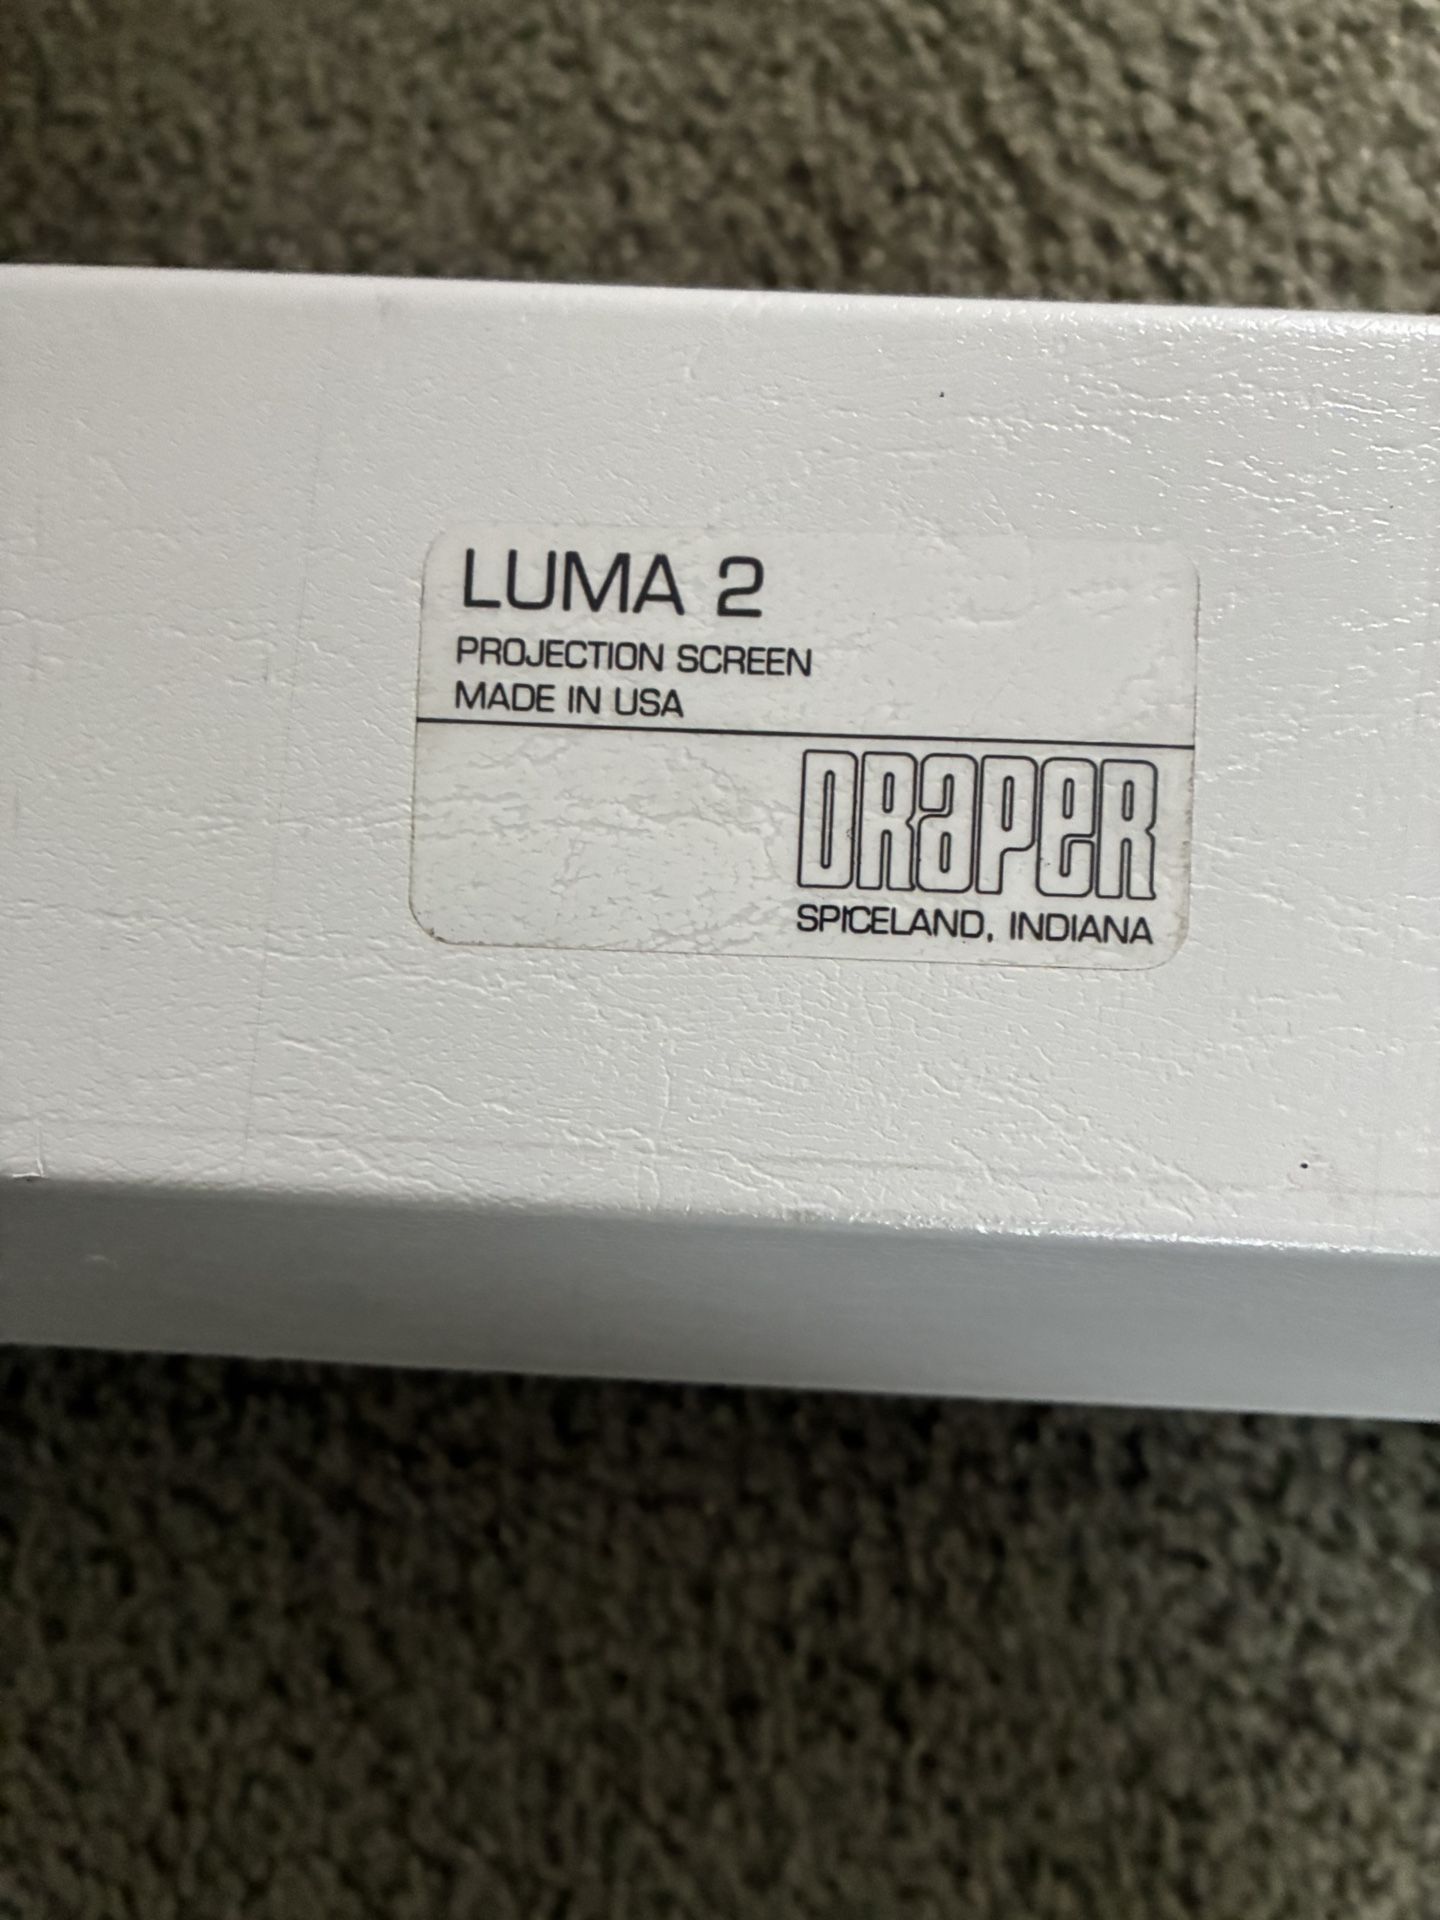 LUMA 2
PROJECTION SCREEN
MADE IN USA
DRAPER
SPICELAND, INDIANA